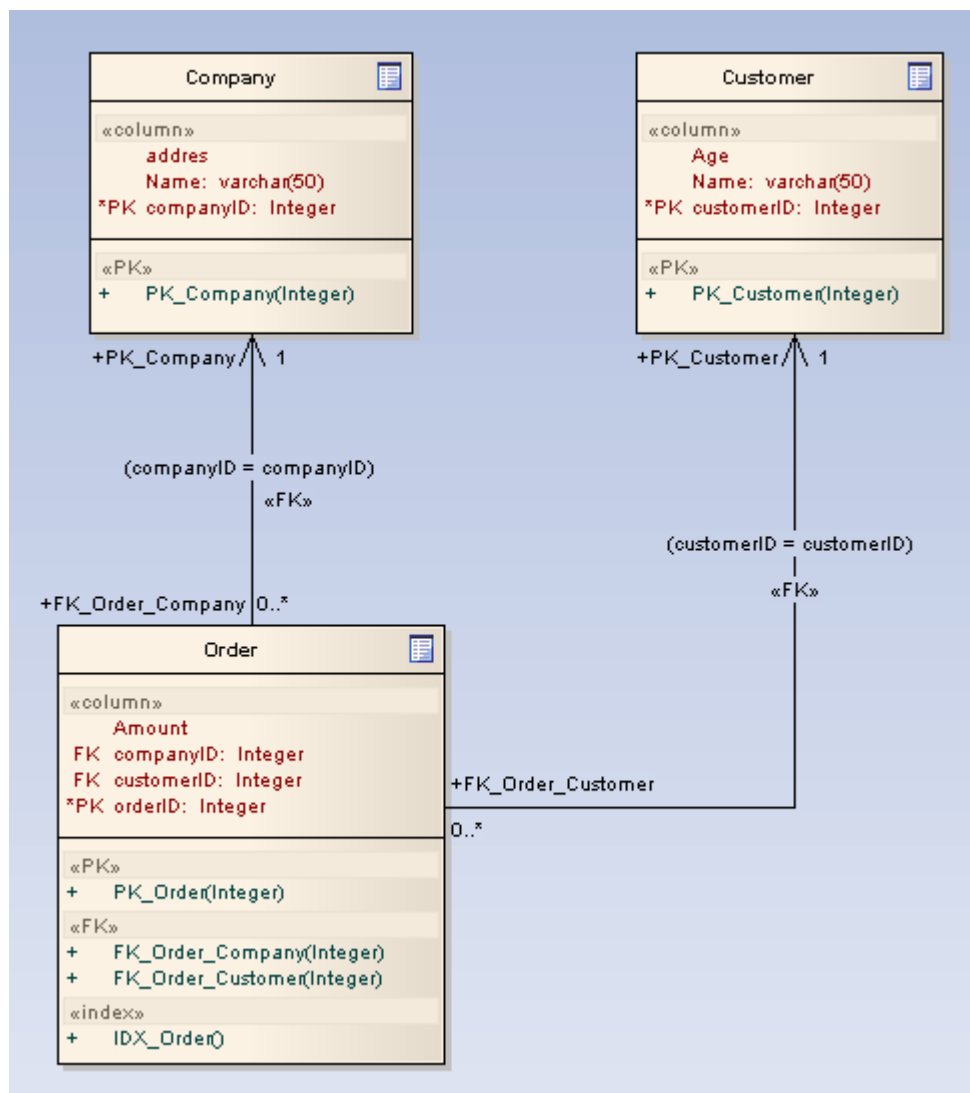 Company
«column»
addres
Name: varchar(50)
*PK companyID: Integer
«PK»
+ PK_Company(Integer)
Customer
«column»
Age
Name: varchar(50)
*PK customerID: Integer
«PK»
+ PK_Customer(Integer)
+PK_Company 1
+PK_Customer 1
(companyID = companyID)
«FK»
(customerID = customerID)
«FK»
+FK_Order_Company 0..*
Order
«column»
Amount
FK companyID: Integer
FK customerID: Integer
*PK orderID: Integer
«PK»
+ PK_Order(Integer)
«FK»
+ FK_Order_Company(Integer)
+ FK_Order_Customer(Integer)
«index»
+ IDX_Order()
+FK_Order_Customer
0..*